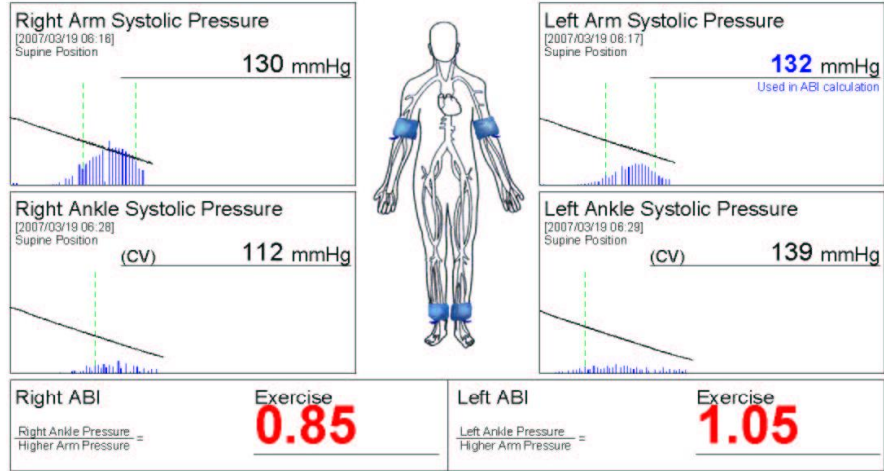 Right Arm Systolic Pressure
[2007/03/19 06:16]
Supine Position
130 mmHg
Left Arm Systolic Pressure
[2007/03/19 06:17]
Supine Position
132 mmHg
Used in ABI calculation
Right Ankle Systolic Pressure
[2007/03/19 06:28]
Supine Position
(CV) 112 mmHg
Left Ankle Systolic Pressure
[2007/03/19 06:29]
Supine Position
(CV) 139 mmHg
Right ABI Exercise
0.85
Right Ankle Pressure
Higher Arm Pressure =
Left ABI Exercise
1.05
Left Ankle Pressure
Higher Arm Pressure =